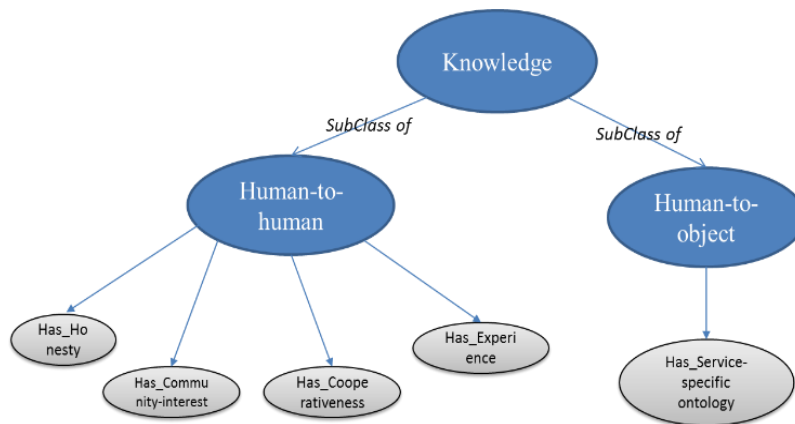 Knowledge
SubClass of
SubClass of
Human-to-
human
Human-to-
object
Has_Ho
nesty
Has_Commu
nity-interest
Has_Coope
rativeness
Has_Experi
ence
Has_Service-
specific
ontology